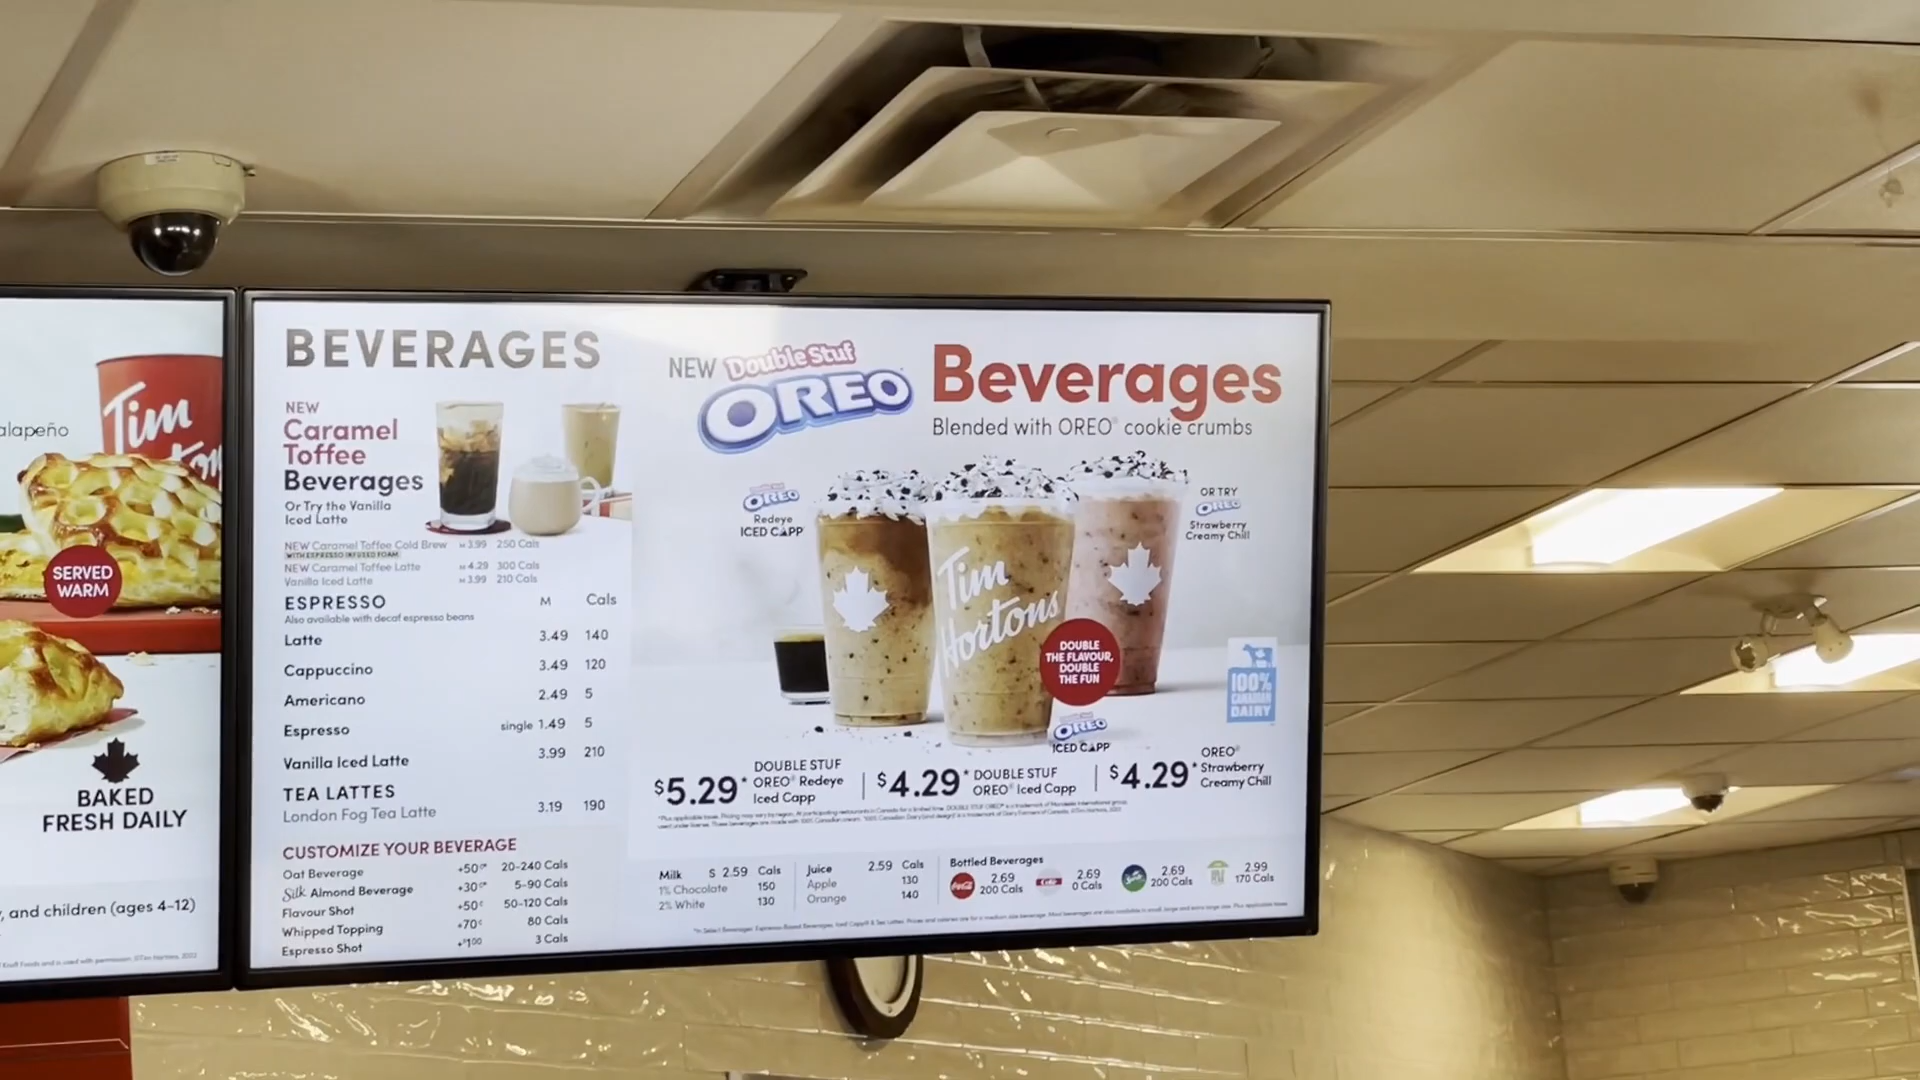 alapeño
Tim
Horton
SERVED
WARM
BAKED
FRESH DAILY
, and children (ages 4-12)
BEVERAGES
NEW
Caramel
Toffee
Beverages
Or Try the Vanilla
Iced Latte
NEW Caramel Toffee Cold Brew M 3.99 250 Cals
WITH ESPRESSO INFUSED FOAM
NEW Caramel Toffee Latte M 4.29 300 Cals
Vanilla Iced Latte M 3.99 210 Cals
ESPRESSO M Cals
Also available with decaf espresso beans
Latte 3.49 140
Cappuccino 3.49 120
Americano 2.49 5
Espresso single 1.49 5
Vanilla Iced Latte 3.99 210
TEA LATTES
London Fog Tea Latte 3.19 190
CUSTOMIZE YOUR BEVERAGE
Oat Beverage +50¢* 20-240 Cals
Silk Almond Beverage +30¢* 5-90 Cals
Flavour Shot +50¢ 50-120 Cals
Whipped Topping +70¢ 80 Cals
Espresso Shot +$1.00 3 Cals
NEW Double Stuf
OREO
Beverages
Blended with OREO® cookie crumbs
OREO
Redeye
ICED CAPP
OR TRY
OREO
Strawberry
Creamy Chill
Tim
Hortons
DOUBLE
THE FLAVOUR,
DOUBLE
THE FUN
100%
CANADIAN
DAIRY
OREO
ICED CAPP
$5.29* DOUBLE STUF
OREO® Redeye
Iced Capp
$4.29* DOUBLE STUF
OREO® Iced Capp
$4.29* OREO®
Strawberry
Creamy Chill
Milk $ 2.59 Cals
1% Chocolate 150
2% White 130
Juice 2.59 Cals
Apple 130
Orange 140
Bottled Beverages
2.69
200 Cals
2.69
0 Cals
2.69
200 Cals
2.99
170 Cals